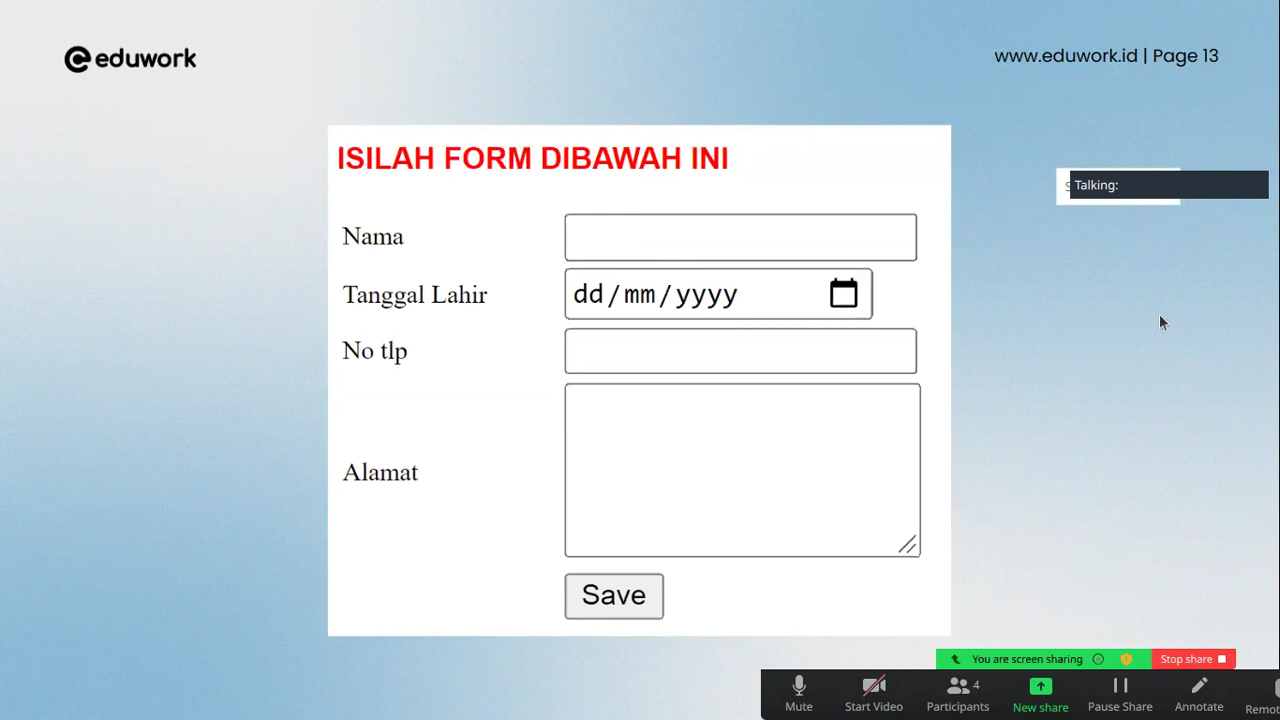 eduwork
www.eduwork.id | Page 13
ISILAH FORM DIBAWAH INI
Talking:
Nama
Tanggal Lahir
dd/mm/yyyy
No tlp
Alamat
Save
You are screen sharing
Stop share
4
Mute
Start Video
Participants
New share
Pause Share
Annotate